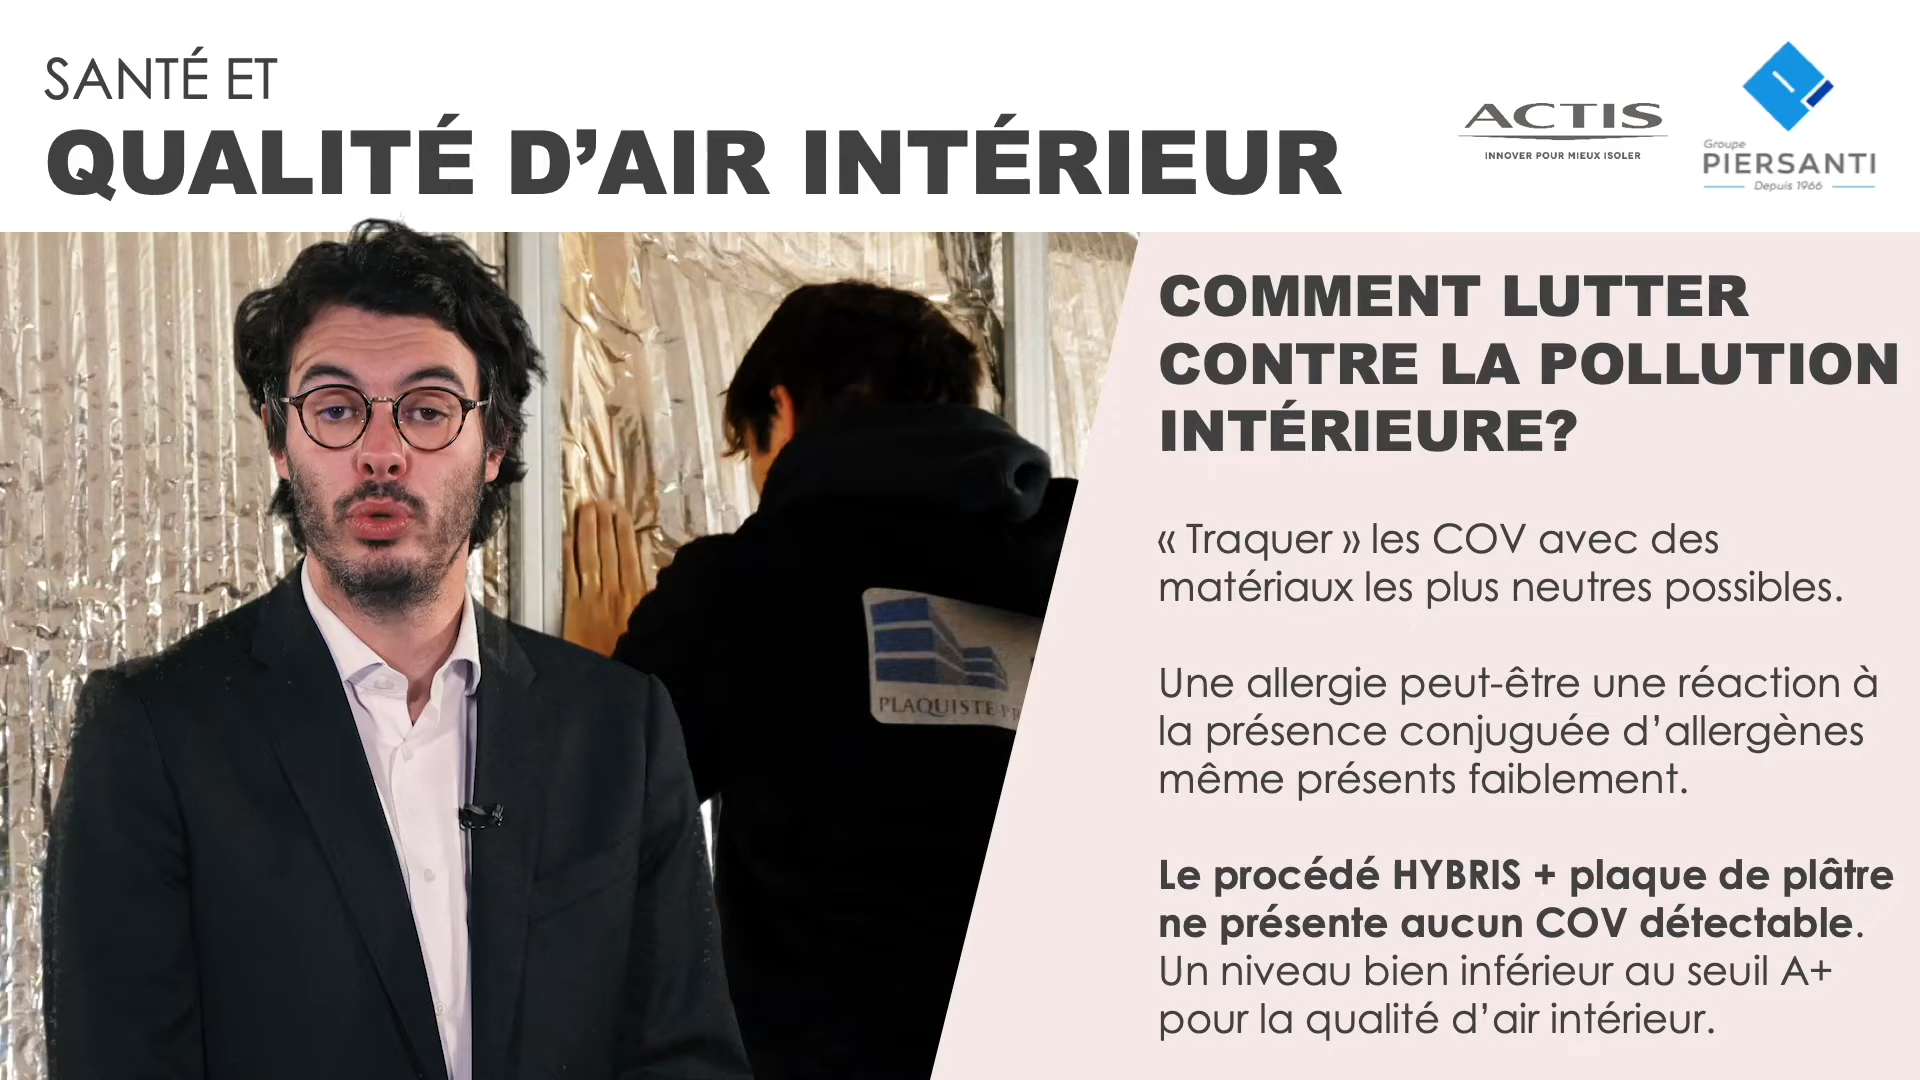 SANTÉ ET
QUALITÉ D’AIR INTÉRIEUR
ACTIS
INNOVER POUR MIEUX ISOLER
Groupe
PIERSANTI
Depuis 1966
COMMENT LUTTER
CONTRE LA POLLUTION
INTÉRIEURE?
« Traquer » les COV avec des
matériaux les plus neutres possibles.
Une allergie peut-être une réaction à
la présence conjuguée d’allergènes
même présents faiblement.
Le procédé HYBRIS + plaque de plâtre
ne présente aucun COV détectable.
Un niveau bien inférieur au seuil A+
pour la qualité d’air intérieur.
PLAQUISTE